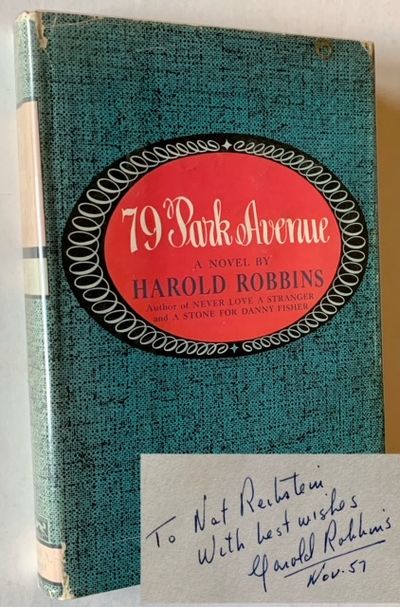 79 Park Avenue
A NOVEL BY
HAROLD ROBBINS
Author of NEVER LOVE A STRANGER
and A STONE FOR DANNY FISHER
To Nat
With best wishes
Harold Robbins
Nov. 57